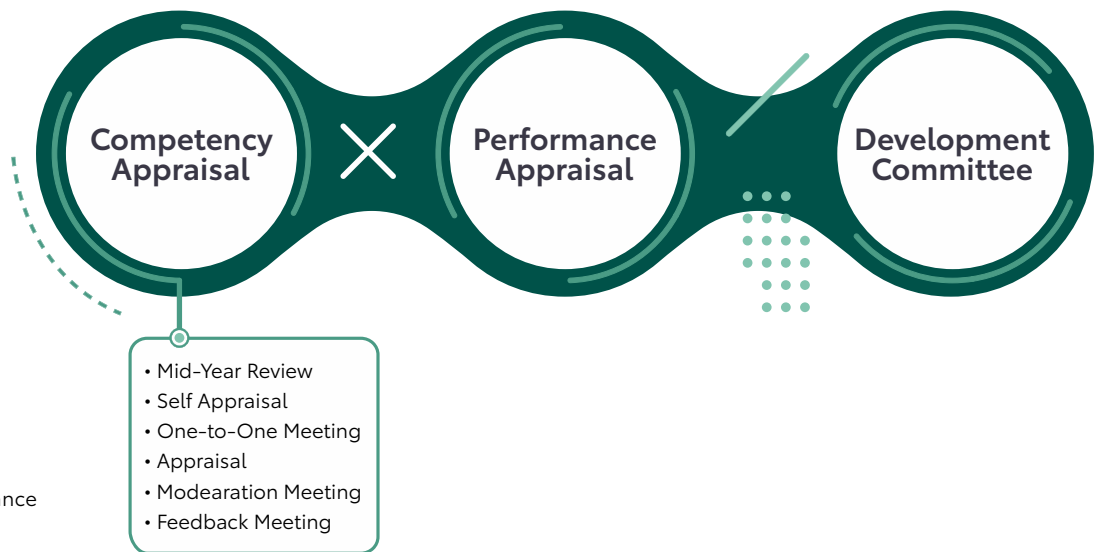 Competency
Appraisal
Performance
Appraisal
Development
Committee
• Mid-Year Review
• Self Appraisal
• One-to-One Meeting
• Appraisal
• Modearation Meeting
• Feedback Meeting
ance